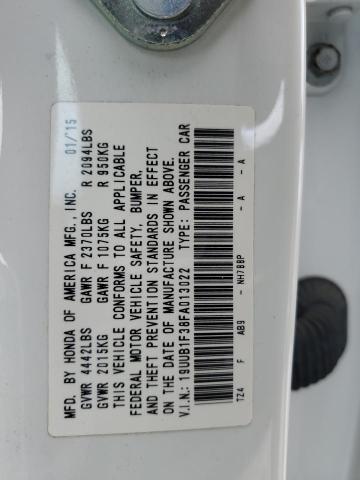 MFD. BY HONDA OF AMERICA MFG.,INC. 01/15
GVWR 4442LBS GAWR F 2370LBS R 2094LBS
GVWR 2015KG GAWR F 1075KG R 950KG
THIS VEHICLE CONFORMS TO ALL APPLICABLE
FEDERAL MOTOR VEHICLE SAFETY, BUMPER,
AND THEFT PREVENTION STANDARDS IN EFFECT
ON THE DATE OF MANUFACTURE SHOWN ABOVE.
V.I.N.: 19UUB1F38FA013022 TYPE: PASSENGER CAR
TZ4 F AB9 - NH788P - A - A